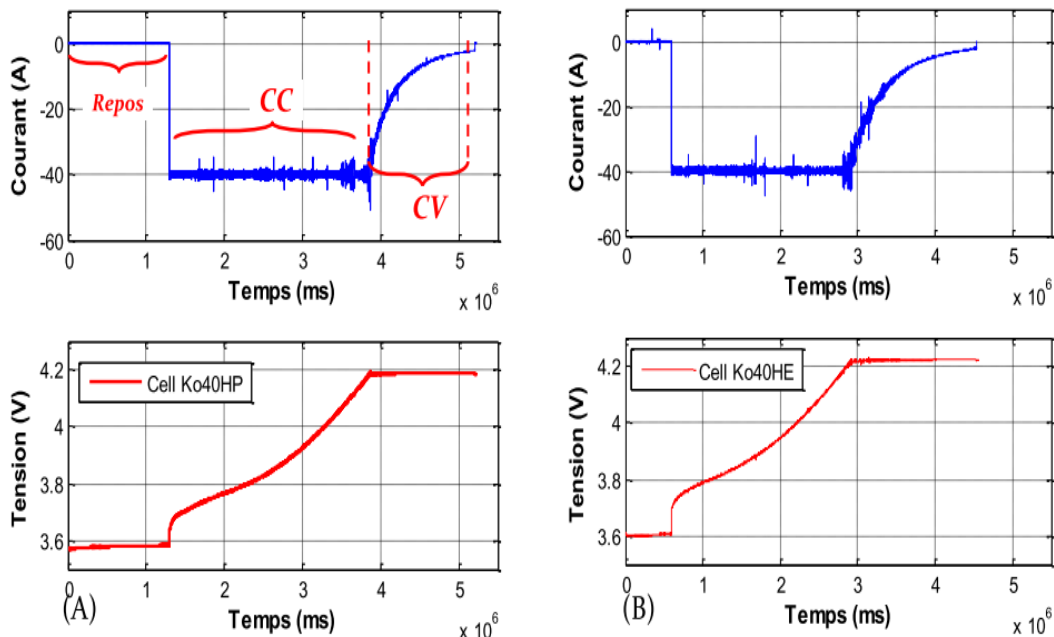 Courant (A)
0
-20
-40
-60
Repos
CC
CV
0 1 2 3 4 5
Temps (ms)
x 10^6
Courant (A)
0
-20
-40
-60
0 1 2 3 4 5
Temps (ms)
x 10^6
Tension (V)
4.2
4
3.8
3.6
Cell Ko40HP
0 1 2 3 4 5
(A)
Temps (ms)
x 10^6
Tension (V)
4.2
4
3.8
3.6
Cell Ko40HE
0 1 2 3 4 5
(B)
Temps (ms)
x 10^6